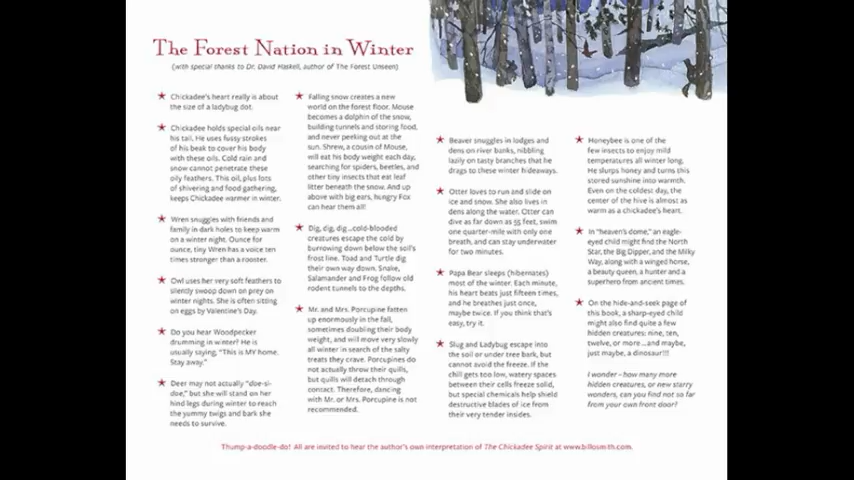 The Forest Nation in Winter
(with special thanks to Dr. David Haskell, author of The Forest Unseen)
Chickadee's heart really is about
the size of a ladybug dot.
Chickadee holds special oils near
his tail. He uses fussy strokes
of his beak to cover his body
with these oils. Cold rain and
snow cannot penetrate these
oily feathers. This oil, plus lots
of shivering and food gathering,
keeps Chickadee warmer in winter.
Wren snuggles with friends and
family in dark holes to keep warm
on a winter night. Ounce for
ounce, tiny Wren has a voice ten
times stronger than a rooster.
Owl uses her very soft feathers to
silently swoop down on prey on
winter nights. She is often sitting
on eggs by Valentine's Day.
Do you hear Woodpecker
drumming in winter? He is
usually saying, "This is MY home.
Stay away."
Deer may not actually "doe-si-
doe," but she will stand on her
hind legs during winter to reach
the yummy twigs and bark she
needs to survive.
Falling snow creates a new
world on the forest floor. Mouse
becomes a dolphin of the snow,
building tunnels and storing food,
and never peeking out at the
sun. Shrew, a cousin of Mouse,
will eat his body weight each day,
searching for spiders, beetles, and
other tiny insects that eat leaf
litter beneath the snow. And up
above with big ears, hungry Fox
can hear them all!
Dig, dig, dig...cold-blooded
creatures escape the cold by
burrowing down below the soil's
frost line. Toad and Turtle dig
their own way down. Snake,
Salamander and Frog follow old
rodent tunnels to the depths.
Mr. and Mrs. Porcupine fatten
up enormously in the fall,
sometimes doubling their body
weight, and will move very slowly
all winter in search of the salty
treats they crave. Porcupines do
not actually throw their quills,
but quills will detach through
contact. Therefore, dancing
with Mr. or Mrs. Porcupine is not
recommended.
Beaver snuggles in lodges and
dens on river banks, nibbling
lazily on tasty branches that he
drags to these winter hideaways.
Otter loves to run and slide on
ice and snow. She also lives in
dens along the water. Otter can
dive as far down as 55 feet, swim
one quarter-mile with only one
breath, and can stay underwater
for two minutes.
Papa Bear sleeps (hibernates)
most of the winter. Each minute,
his heart beats just fifteen times,
and he breathes just once,
maybe twice. If you think that's
easy, try it.
Slug and Ladybug escape into
the soil or under tree bark, but
cannot avoid the freeze. If the
chill gets too low, watery spaces
between their cells freeze solid,
but special chemicals help shield
destructive blades of ice from
their very tender insides.
Honeybee is one of the
few insects to enjoy mild
temperatures all winter long.
He slurps honey and turns this
stored sunshine into warmth.
Even on the coldest day, the
center of the hive is almost as
warm as a chickadee's heart.
In "heaven's dome," an eagle-
eyed child might find the North
Star, the Big Dipper, and the Milky
Way, along with a winged horse,
a beauty queen, a hunter and a
superhero from ancient times.
On the hide-and-seek page of
this book, a sharp-eyed child
might also find quite a few
hidden creatures: nine, ten,
twelve, or more...and maybe,
just maybe, a dinosaur!!!
I wonder – how many more
hidden creatures, or new starry
wonders, can you find not so far
from your own front door?
Thump-a-doodle-do! All are invited to hear the author's own interpretation of The Chickadee Spirit at www.billosmith.com.